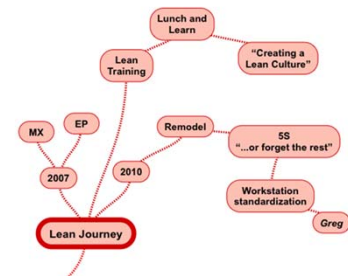 Lunch and
Learn
Lean
Training
“Creating a
Lean Culture”
MX
EP
Remodel
5S
“...or forget the rest”
2007
2010
Workstation
standardization
Greg
Lean Journey